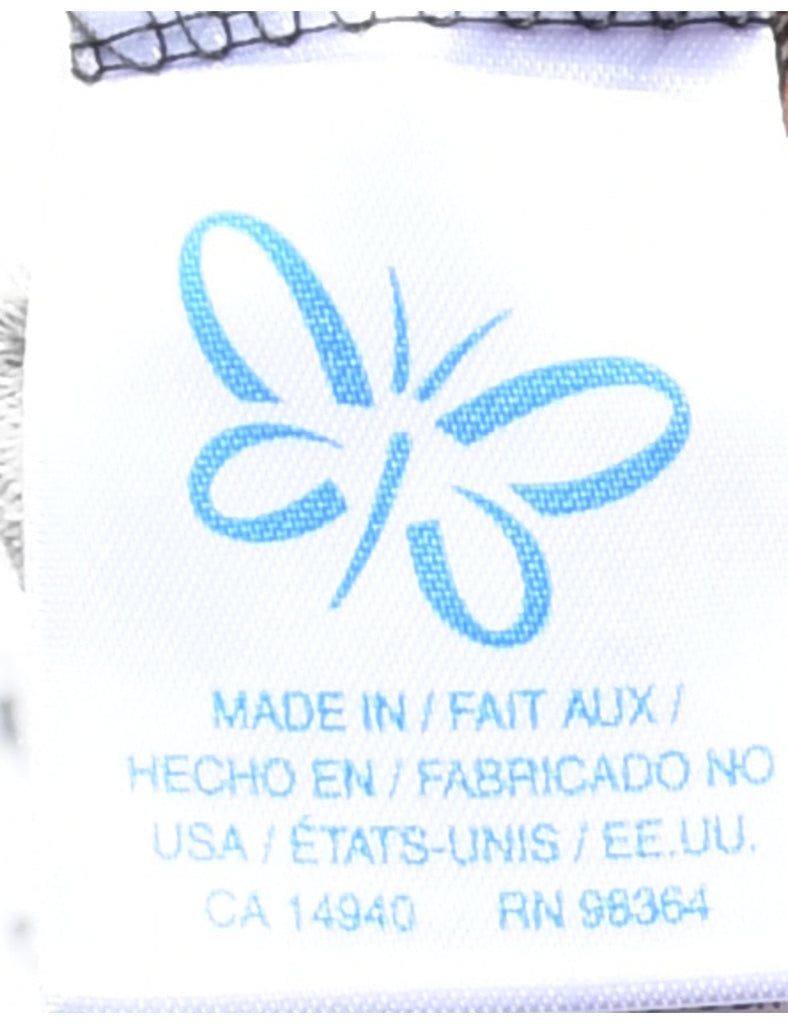 MADE IN / FAIT AUX /
HECHO EN / FABRICADO NO
USA / ÉTATS-UNIS / EE.UU.
CA 14940 RN 98364